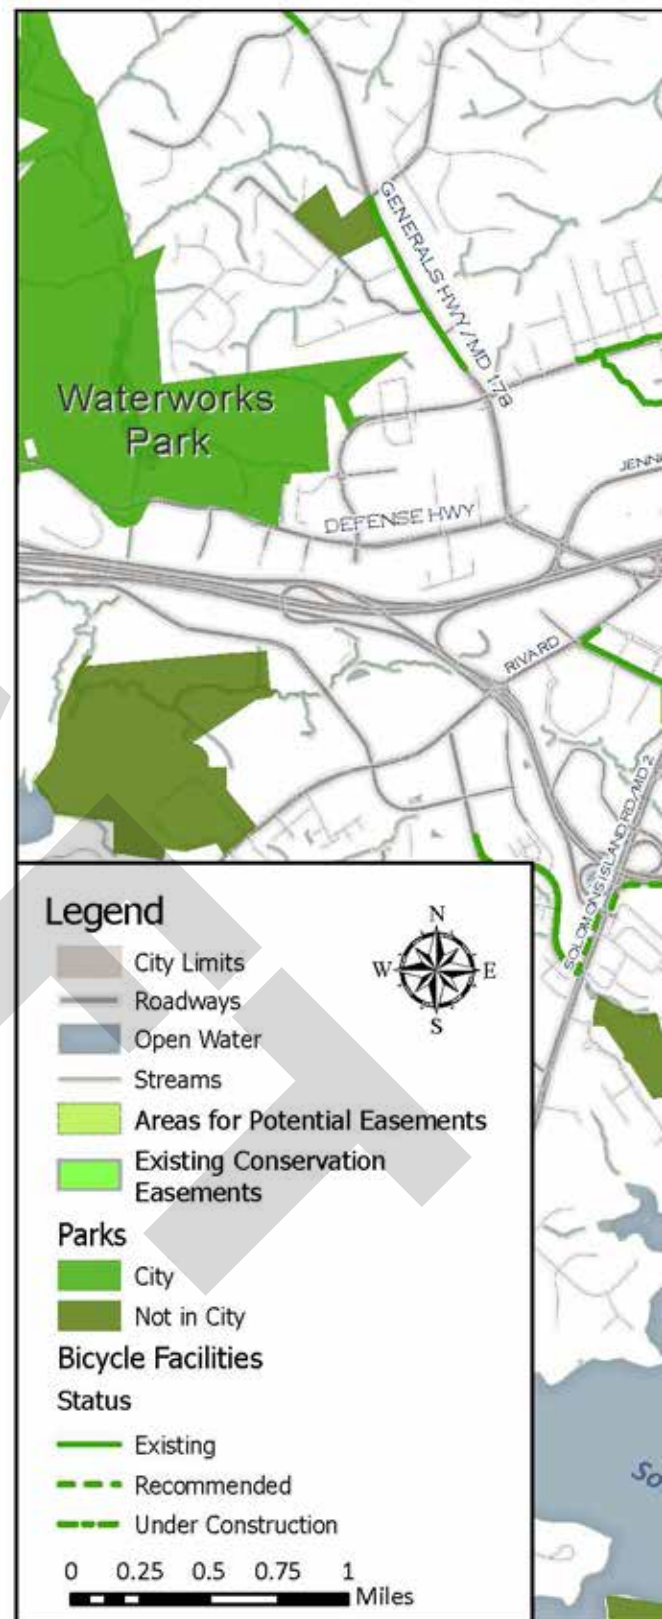 GENERALS HWY / MD 178
Waterworks
Park
JENN
DEFENSE HWY
RIVARD
SOLOMONS ISLAND RD/MD 2
Legend
N
W E
S
City Limits
Roadways
Open Water
Streams
Areas for Potential Easements
Existing Conservation
Easements
Parks
City
Not in City
Bicycle Facilities
Status
Existing
Recommended
Under Construction
0 0.25 0.5 0.75 1
Miles
So